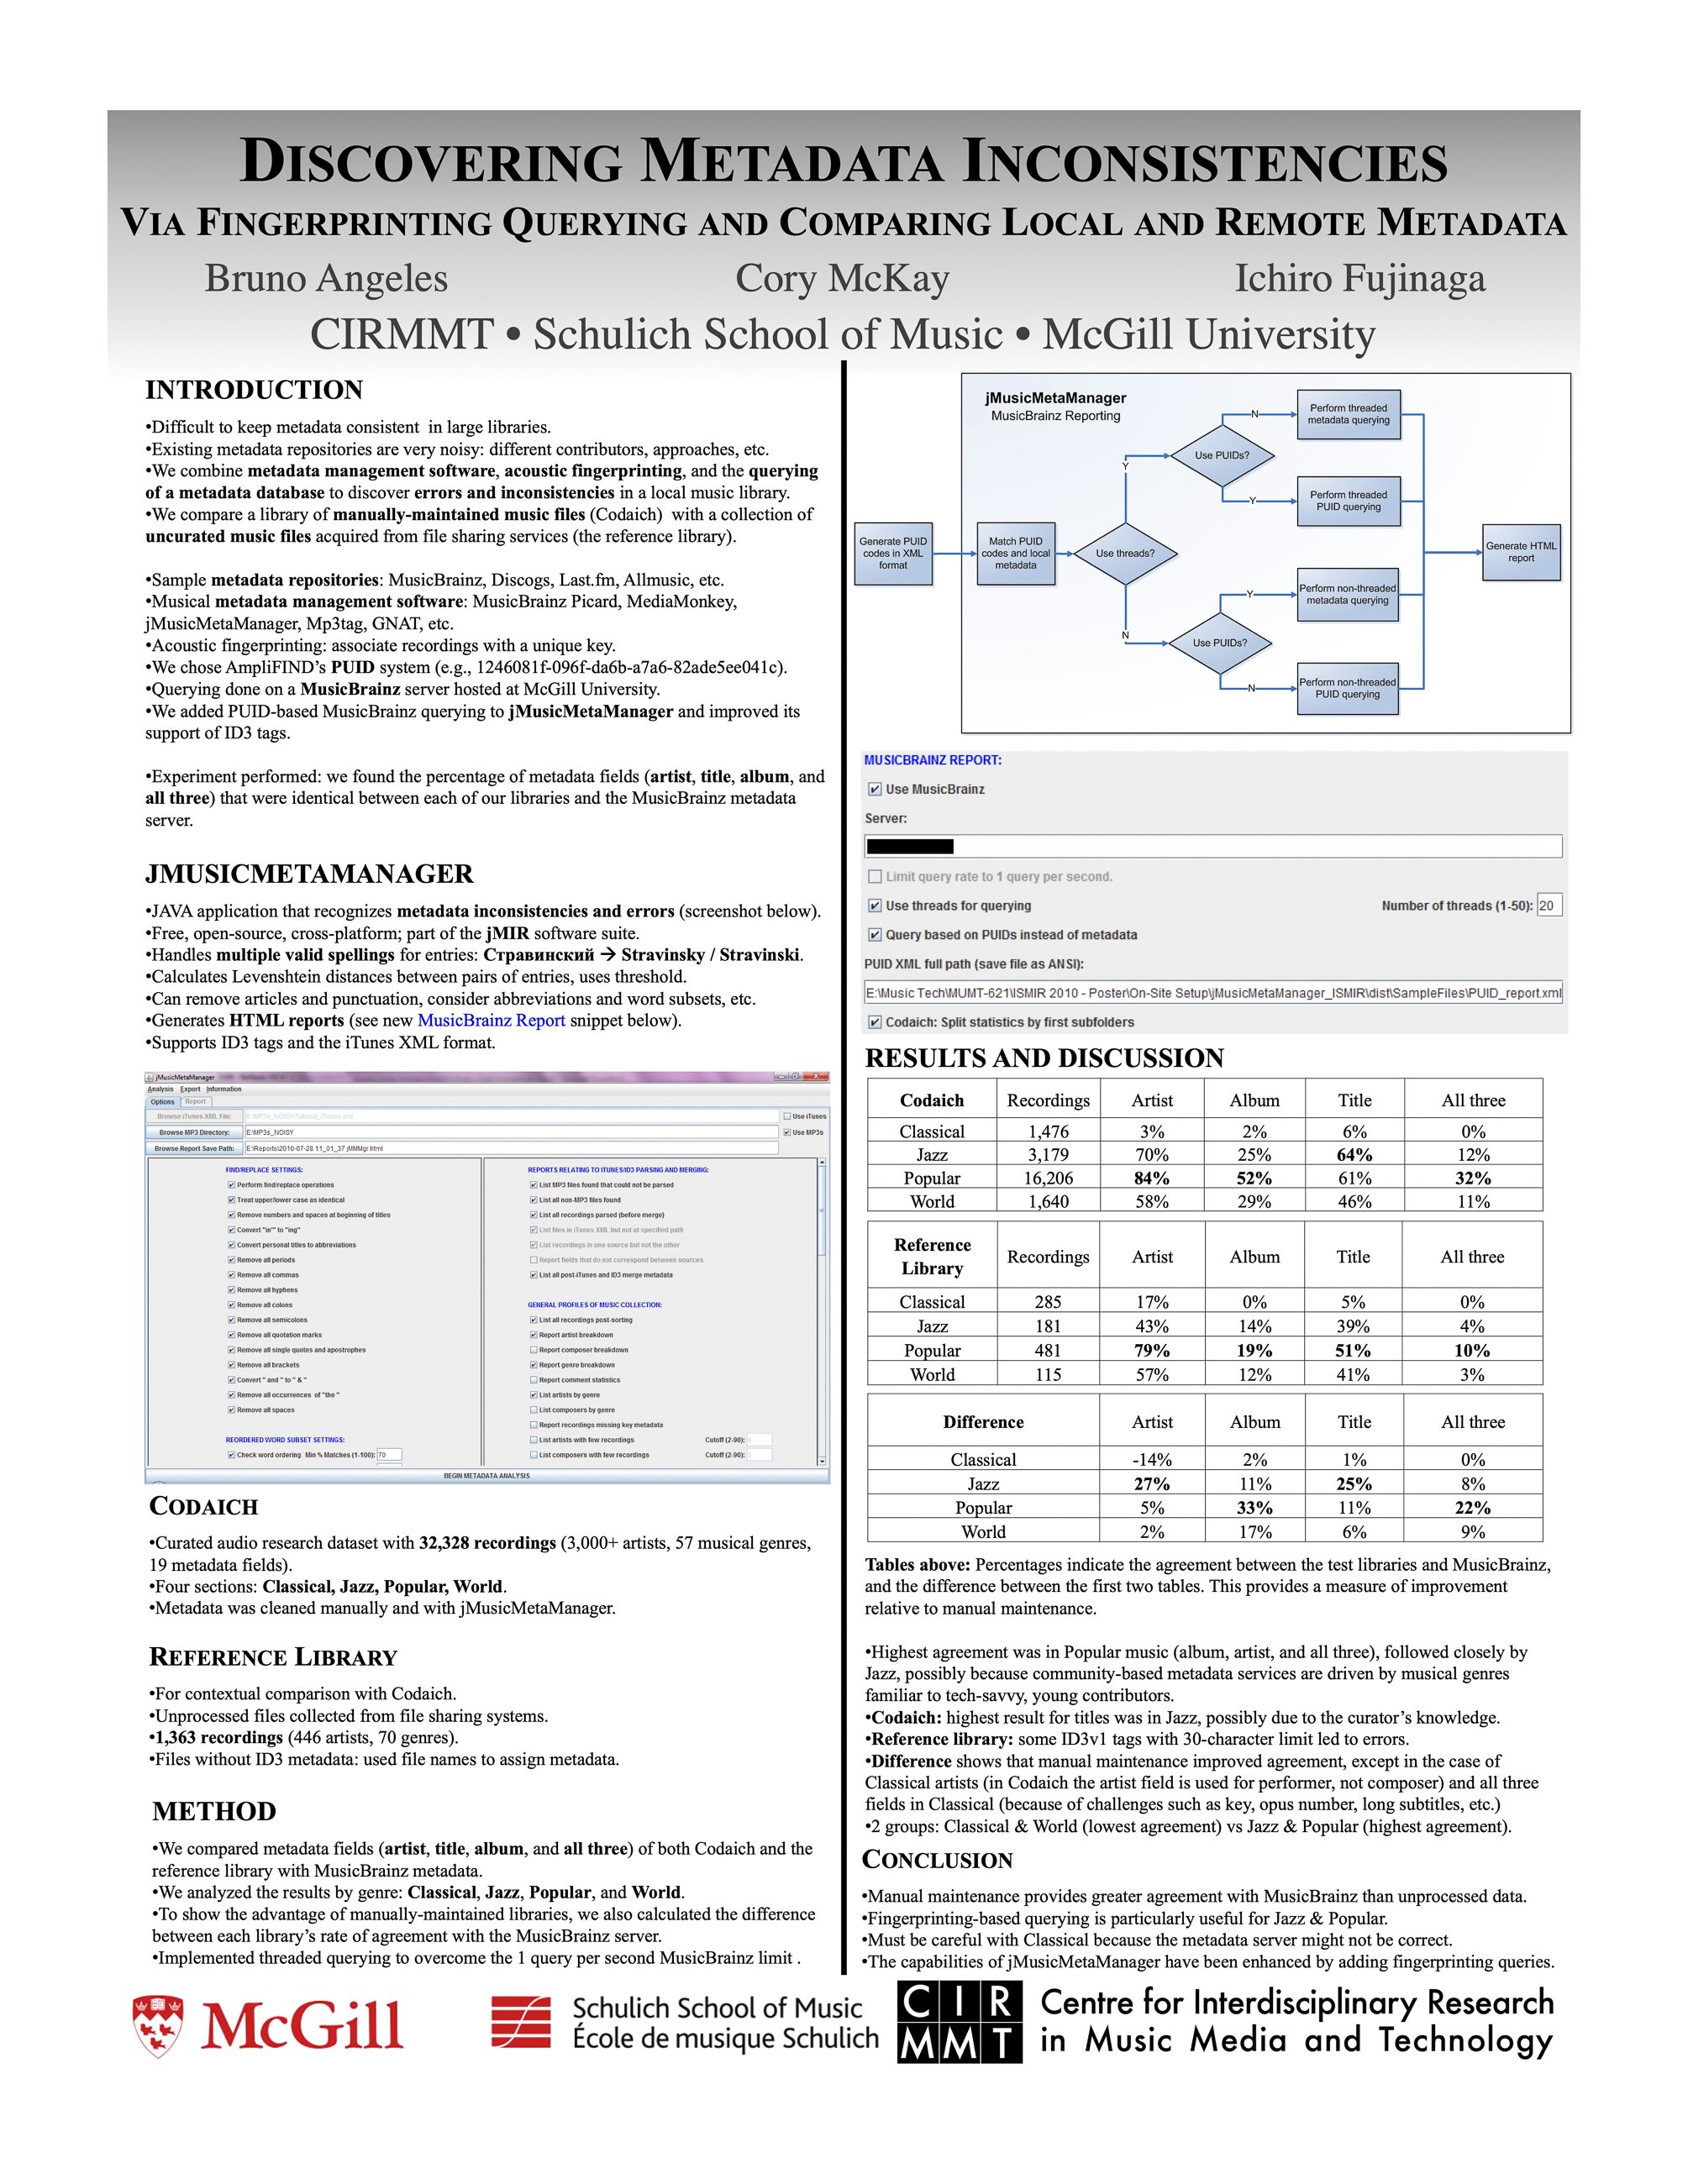 DISCOVERING METADATA INCONSISTENCIES
VIA FINGERPRINTING QUERYING AND COMPARING LOCAL AND REMOTE METADATA
Bruno Angeles Cory McKay Ichiro Fujinaga
CIRMMT • Schulich School of Music • McGill University
INTRODUCTION
•Difficult to keep metadata consistent in large libraries.
•Existing metadata repositories are very noisy: different contributors, approaches, etc.
•We combine metadata management software, acoustic fingerprinting, and the querying
of a metadata database to discover errors and inconsistencies in a local music library.
•We compare a library of manually-maintained music files (Codaich) with a collection of
uncurated music files acquired from file sharing services (the reference library).
•Sample metadata repositories: MusicBrainz, Discogs, Last.fm, Allmusic, etc.
•Musical metadata management software: MusicBrainz Picard, MediaMonkey,
jMusicMetaManager, Mp3tag, GNAT, etc.
•Acoustic fingerprinting: associate recordings with a unique key.
•We chose AmpliFIND's PUID system (e.g., 1246081f-096f-da6b-a7a6-82ade5ee041c).
•Querying done on a MusicBrainz server hosted at McGill University.
•We added PUID-based MusicBrainz querying to jMusicMetaManager and improved its
support of ID3 tags.
•Experiment performed: we found the percentage of metadata fields (artist, title, album, and
all three) that were identical between each of our libraries and the MusicBrainz metadata
server.
JMUSICMETAMANAGER
•JAVA application that recognizes metadata inconsistencies and errors (screenshot below).
•Free, open-source, cross-platform; part of the jMIR software suite.
•Handles multiple valid spellings for entries: Стравинский → Stravinsky / Stravinski.
•Calculates Levenshtein distances between pairs of entries, uses threshold.
•Can remove articles and punctuation, consider abbreviations and word subsets, etc.
•Generates HTML reports (see new MusicBrainz Report snippet below).
•Supports ID3 tags and the iTunes XML format.
jMusicMetaManager
Analysis Export Information
Options Report
Browse iTunes XML File: Use iTunes
Browse MP3 Directory: E:\MP3s_NOISY Use MP3s
Browse Report Save Path: E:\Reports\2010-07-28 11_01_37 jMMMgr.html
FIND/REPLACE SETTINGS:
Perform find/replace operations
Treat upper/lower case as identical
Remove numbers and spaces at beginning of titles
Convert "in'" to "ing"
Convert personal titles to abbreviations
Remove all periods
Remove all commas
Remove all hyphens
Remove all colons
Remove all semicolons
Remove all quotation marks
Remove all single quotes and apostrophes
Remove all brackets
Convert " and " to " & "
Remove all occurrences of "the "
Remove all spaces
REORDERED WORD SUBSET SETTINGS:
Check word ordering Min % Matches (1-100): 70
REPORTS RELATING TO ITUNES/ID3 PARSING AND MERGING:
List MP3 files found that could not be parsed
List all non-MP3 files found
List all recordings parsed (before merge)
List files in iTunes XML but not at specified path
List recordings in one source but not the other
Report fields that do not correspond between sources
List all post-iTunes and ID3 merge metadata
GENERAL PROFILES OF MUSIC COLLECTION:
List all recordings post-sorting
Report artist breakdown
Report composer breakdown
Report genre breakdown
Report comment statistics
List artists by genre
List composers by genre
Report recordings missing key metadata
List artists with few recordings Cutoff (2-90):
List composers with few recordings Cutoff (2-90):
BEGIN METADATA ANALYSIS
CODAICH
•Curated audio research dataset with 32,328 recordings (3,000+ artists, 57 musical genres,
19 metadata fields).
•Four sections: Classical, Jazz, Popular, World.
•Metadata was cleaned manually and with jMusicMetaManager.
REFERENCE LIBRARY
•For contextual comparison with Codaich.
•Unprocessed files collected from file sharing systems.
•1,363 recordings (446 artists, 70 genres).
•Files without ID3 metadata: used file names to assign metadata.
METHOD
•We compared metadata fields (artist, title, album, and all three) of both Codaich and the
reference library with MusicBrainz metadata.
•We analyzed the results by genre: Classical, Jazz, Popular, and World.
•To show the advantage of manually-maintained libraries, we also calculated the difference
between each library's rate of agreement with the MusicBrainz server.
•Implemented threaded querying to overcome the 1 query per second MusicBrainz limit .
jMusicMetaManager
MusicBrainz Reporting
Generate PUID
codes in XML
format
Match PUID
codes and local
metadata
Use threads?
Y
N
Use PUIDs?
N
Y
Perform threaded
metadata querying
Perform threaded
PUID querying
Use PUIDs?
Y
N
Perform non-threaded
metadata querying
Perform non-threaded
PUID querying
Generate HTML
report
MUSICBRAINZ REPORT:
Use MusicBrainz
Server:
Limit query rate to 1 query per second.
Use threads for querying Number of threads (1-50): 20
Query based on PUIDs instead of metadata
PUID XML full path (save file as ANSI):
E:\Music Tech\MUMT-621\ISMIR 2010 - Poster\On-Site Setup\jMusicMetaManager_ISMIR\dist\SampleFiles\PUID_report.xml
Codaich: Split statistics by first subfolders
RESULTS AND DISCUSSION
Codaich Recordings Artist Album Title All three
Classical 1,476 3% 2% 6% 0%
Jazz 3,179 70% 25% 64% 12%
Popular 16,206 84% 52% 61% 32%
World 1,640 58% 29% 46% 11%
Reference
Library Recordings Artist Album Title All three
Classical 285 17% 0% 5% 0%
Jazz 181 43% 14% 39% 4%
Popular 481 79% 19% 51% 10%
World 115 57% 12% 41% 3%
Difference Artist Album Title All three
Classical -14% 2% 1% 0%
Jazz 27% 11% 25% 8%
Popular 5% 33% 11% 22%
World 2% 17% 6% 9%
Tables above: Percentages indicate the agreement between the test libraries and MusicBrainz,
and the difference between the first two tables. This provides a measure of improvement
relative to manual maintenance.
•Highest agreement was in Popular music (album, artist, and all three), followed closely by
Jazz, possibly because community-based metadata services are driven by musical genres
familiar to tech-savvy, young contributors.
•Codaich: highest result for titles was in Jazz, possibly due to the curator's knowledge.
•Reference library: some ID3v1 tags with 30-character limit led to errors.
•Difference shows that manual maintenance improved agreement, except in the case of
Classical artists (in Codaich the artist field is used for performer, not composer) and all three
fields in Classical (because of challenges such as key, opus number, long subtitles, etc.)
•2 groups: Classical & World (lowest agreement) vs Jazz & Popular (highest agreement).
CONCLUSION
•Manual maintenance provides greater agreement with MusicBrainz than unprocessed data.
•Fingerprinting-based querying is particularly useful for Jazz & Popular.
•Must be careful with Classical because the metadata server might not be correct.
•The capabilities of jMusicMetaManager have been enhanced by adding fingerprinting queries.
McGill
Schulich School of Music
École de musique Schulich
CIR
MMT
Centre for Interdisciplinary Research
in Music Media and Technology